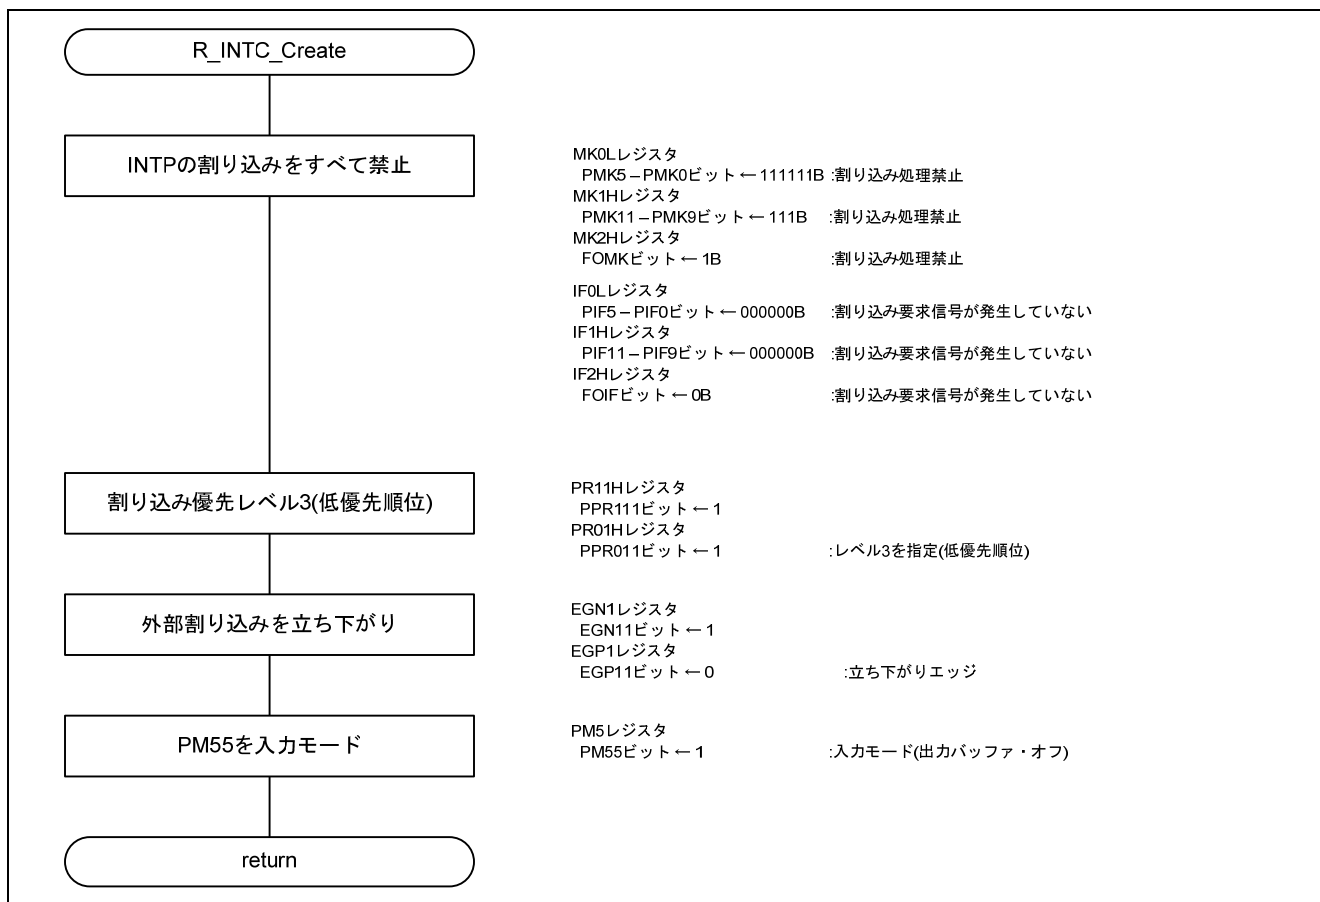 R_INTC_Create
INTPの割り込みをすべて禁止
MK0Lレジスタ
PMK5 – PMK0ビット ← 111111B :割り込み処理禁止
MK1Hレジスタ
PMK11 – PMK9ビット ← 111B :割り込み処理禁止
MK2Hレジスタ
FOMKビット ← 1B :割り込み処理禁止
IF0Lレジスタ
PIF5 – PIF0ビット ← 000000B :割り込み要求信号が発生していない
IF1Hレジスタ
PIF11 – PIF9ビット ← 000000B :割り込み要求信号が発生していない
IF2Hレジスタ
FOIFビット ← 0B :割り込み要求信号が発生していない
割り込み優先レベル3(低優先順位)
PR11Hレジスタ
PPR111ビット ← 1
PR01Hレジスタ
PPR011ビット ← 1 :レベル3を指定(低優先順位)
外部割り込みを立ち下がり
EGN1レジスタ
EGN11ビット ← 1
EGP1レジスタ
EGP11ビット ← 0 :立ち下がりエッジ
PM55を入力モード
PM5レジスタ
PM55ビット ← 1 :入力モード(出力バッファ・オフ)
return